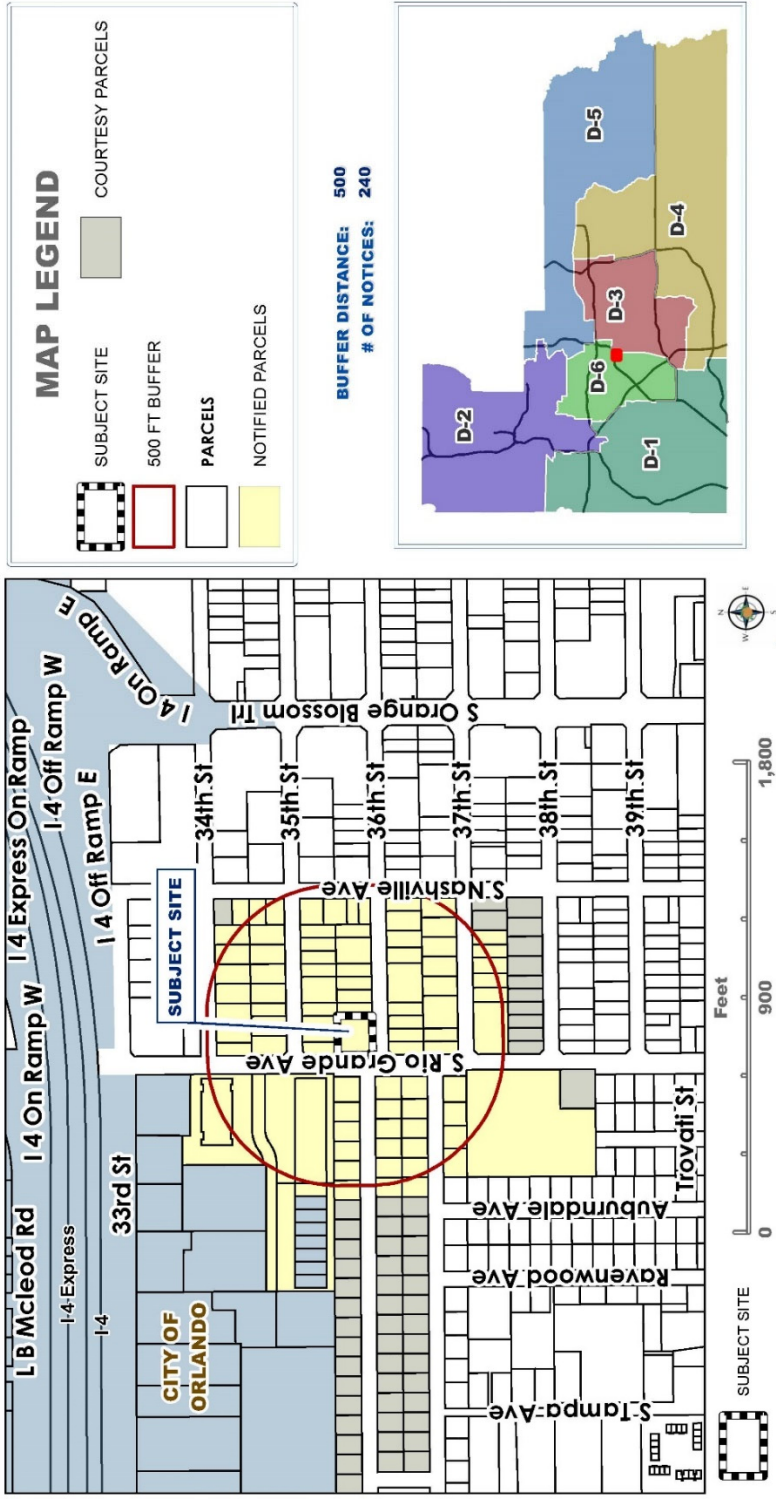 LB Mcleod Rd
I 4 On Ramp W
I 4 Express On Ramp
I 4 Off Ramp W
I 4 On Ramp E
I-4-Express
I-4
I 4 Off Ramp E
33rd St
CITY OF
ORLANDO
SUBJECT SITE
34th St
35th St
36th St
37th St
38th St
39th St
S Orange Blossom Trl
S Nashville Ave
S Rio Grande Ave
Auburndale Ave
Ravenwood Ave
S Tampa Ave
Trovati St
SUBJECT SITE
Feet
0
900
1,800
N
E
S
W
MAP LEGEND
SUBJECT SITE
COURTESY PARCELS
500 FT BUFFER
PARCELS
NOTIFIED PARCELS
BUFFER DISTANCE: 500
# OF NOTICES: 240
D-2
D-5
D-6
D-3
D-1
D-4